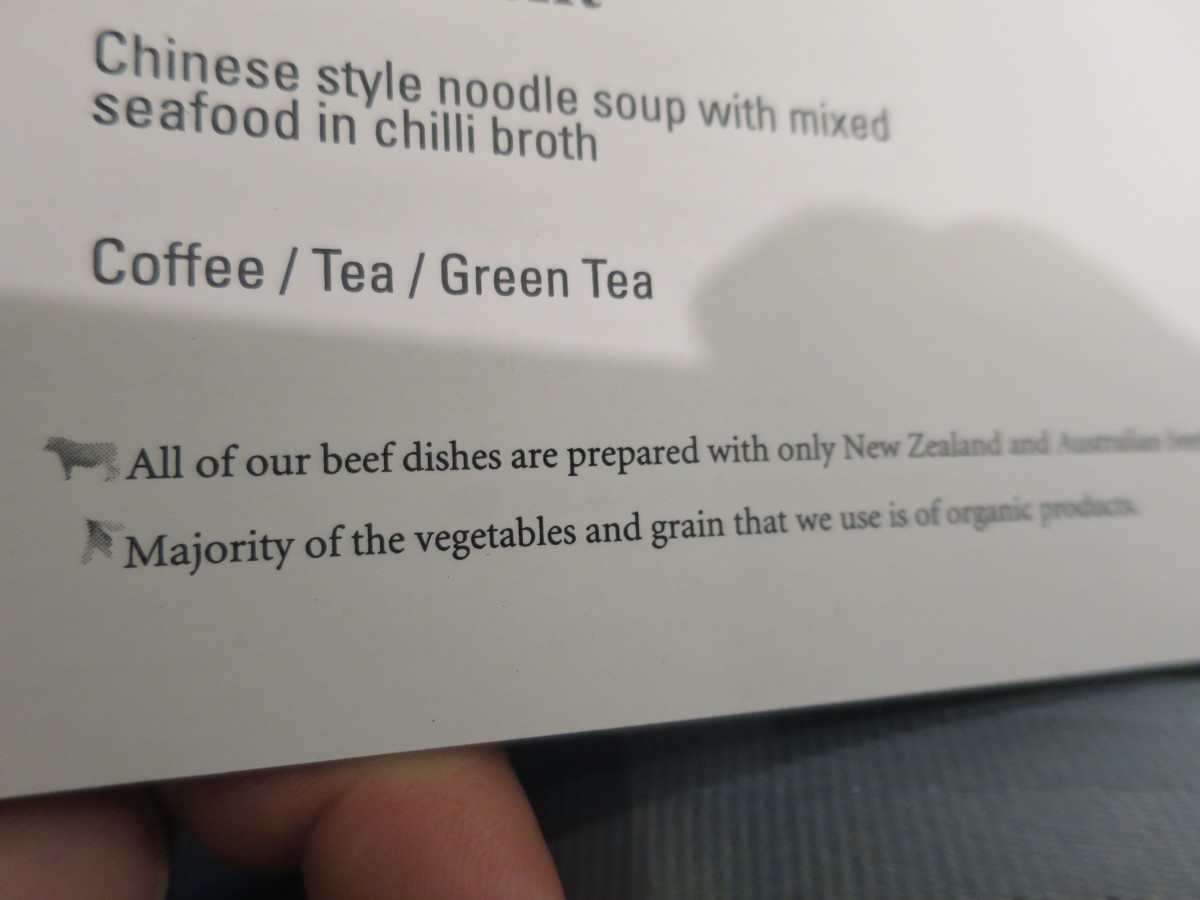 Chinese style noodle soup with mixed
seafood in chilli broth
Coffee / Tea / Green Tea
All of our beef dishes are prepared with only New Zealand and Australian
Majority of the vegetables and grain that we use is of organic products.